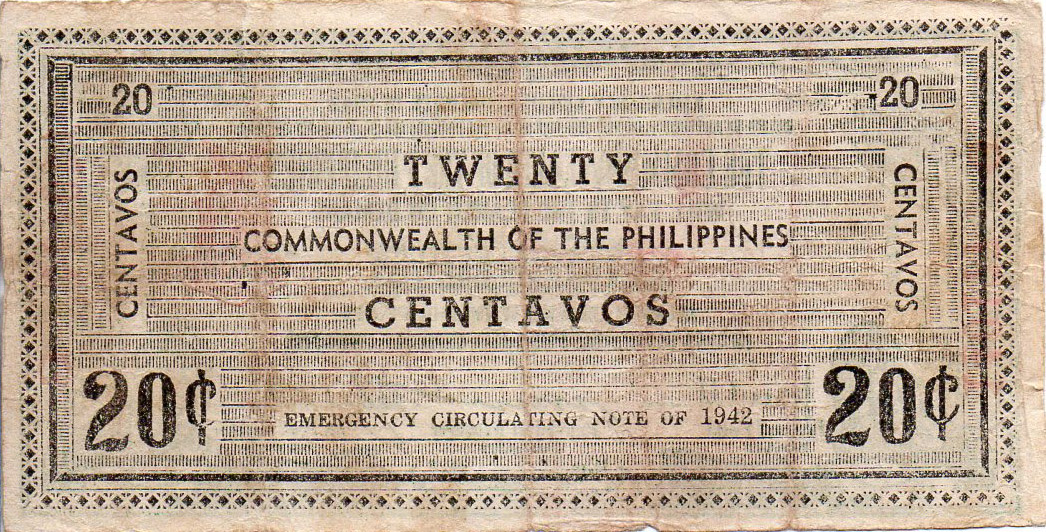 20 20
TWENTY
CENTAVOS CENTAVOS
COMMONWEALTH OF THE PHILIPPINES
CENTAVOS
20¢ 20¢
EMERGENCY CIRCULATING NOTE OF 1942